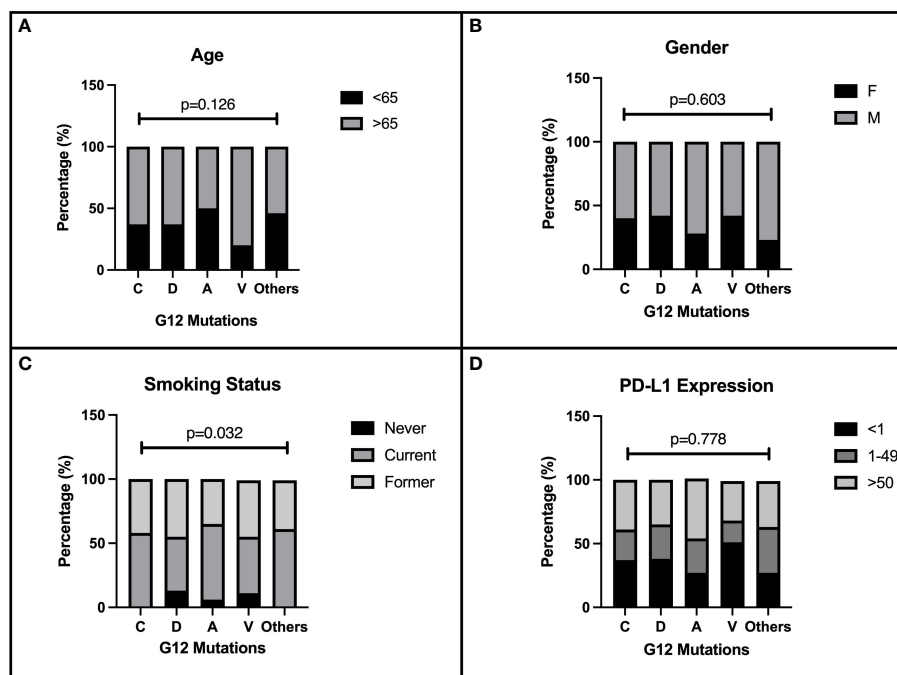 A
Age
150
100
50
0
Percentage (%)
p=0.126
<65
>65
C D A V Others
G12 Mutations
B
Gender
150
100
50
0
Percentage (%)
p=0.603
F
M
C D A V Others
G12 Mutations
C
Smoking Status
150
100
50
0
Percentage (%)
p=0.032
Never
Current
Former
C D A V Others
G12 Mutations
D
PD-L1 Expression
150
100
50
0
Percentage (%)
p=0.778
<1
1-49
>50
C D A V Others
G12 Mutations